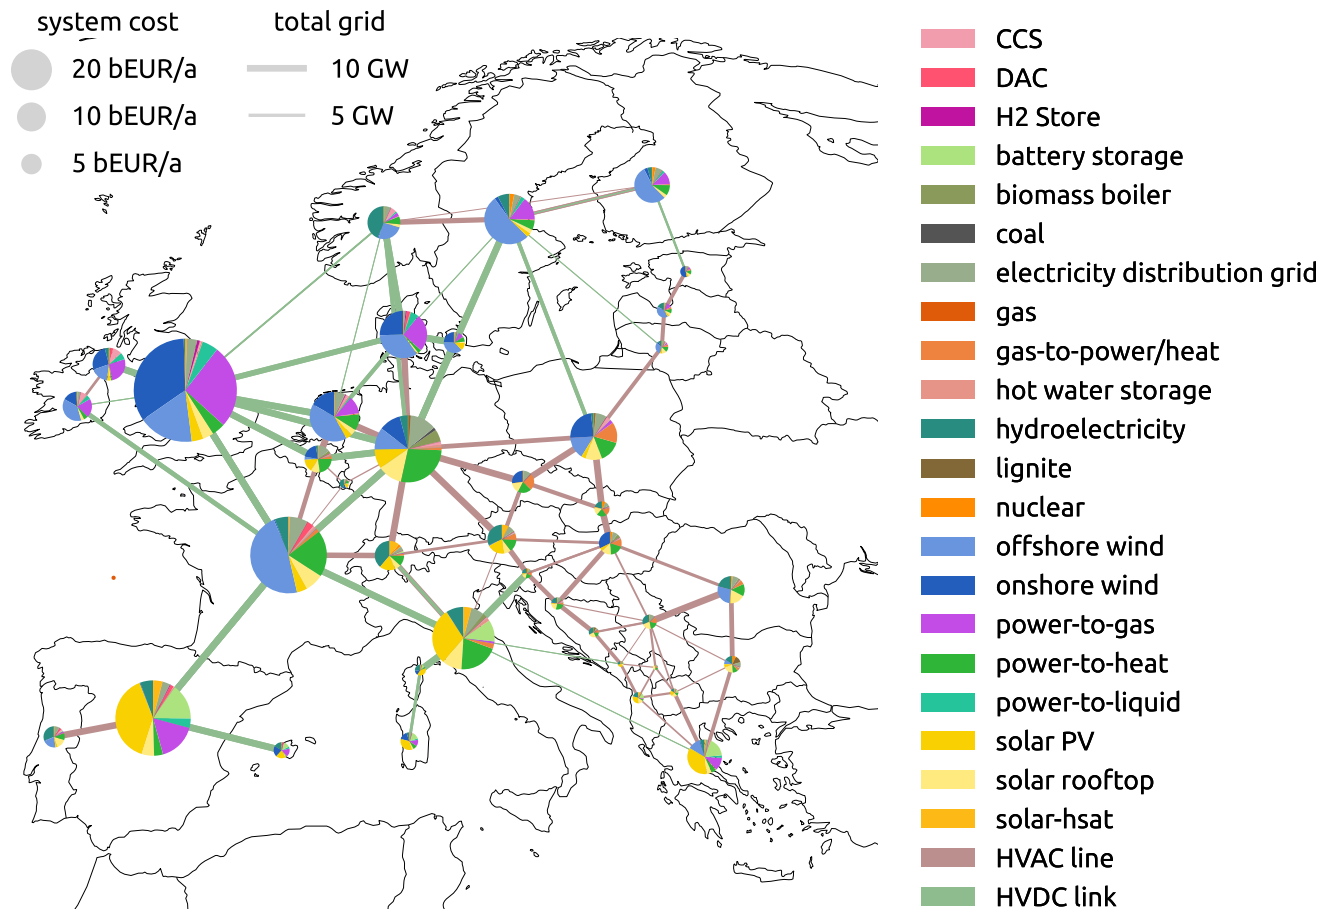 system cost
total grid
20 bEUR/a
10 GW
10 bEUR/a
5 GW
5 bEUR/a
CCS
DAC
H2 Store
battery storage
biomass boiler
coal
electricity distribution grid
gas
gas-to-power/heat
hot water storage
hydroelectricity
lignite
nuclear
offshore wind
onshore wind
power-to-gas
power-to-heat
power-to-liquid
solar PV
solar rooftop
solar-hsat
HVAC line
HVDC link